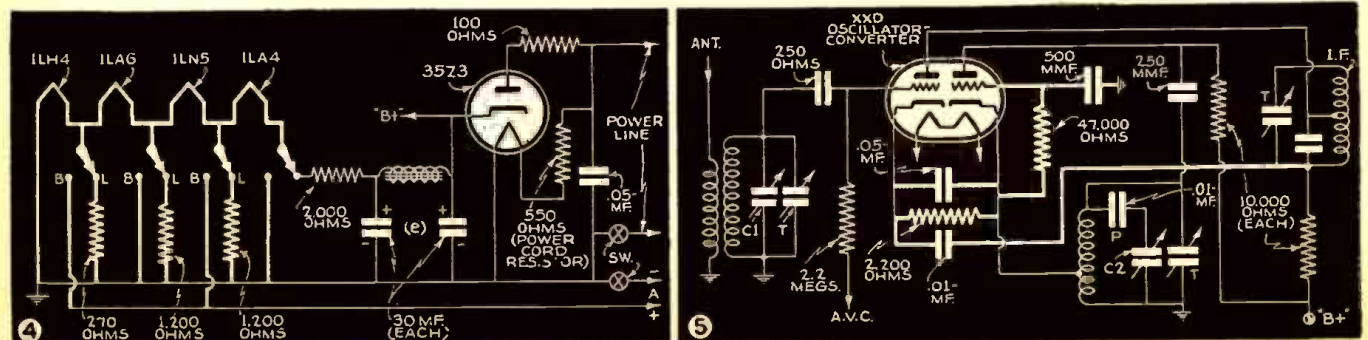 1LH4
1LA6
1LN5
1LA4
100
OHMS
35Z3
"B+"
POWER
LINE
B
L
B
L
B
L
2,000
OHMS
+
(e)
+
-
-
550
OHMS
(POWER
CORD
RESISTOR)
.05-
MF.
SW.
-
A
+
270
OHMS
1,200
OHMS
1,200
OHMS
30 MF.
(EACH)
4
ANT.
XXD
OSCILLATOR-
CONVERTER
250
OHMS
500
MMF.
250
MMF.
I.F.
T
47,000
OHMS
.05-
MF.
.01-
MF.
10,000
OHMS
(EACH)
C1
T
P
C2
T
2.2
MEGS.
2,200
OHMS
.01-
MF.
A.V.C.
"B+"
5